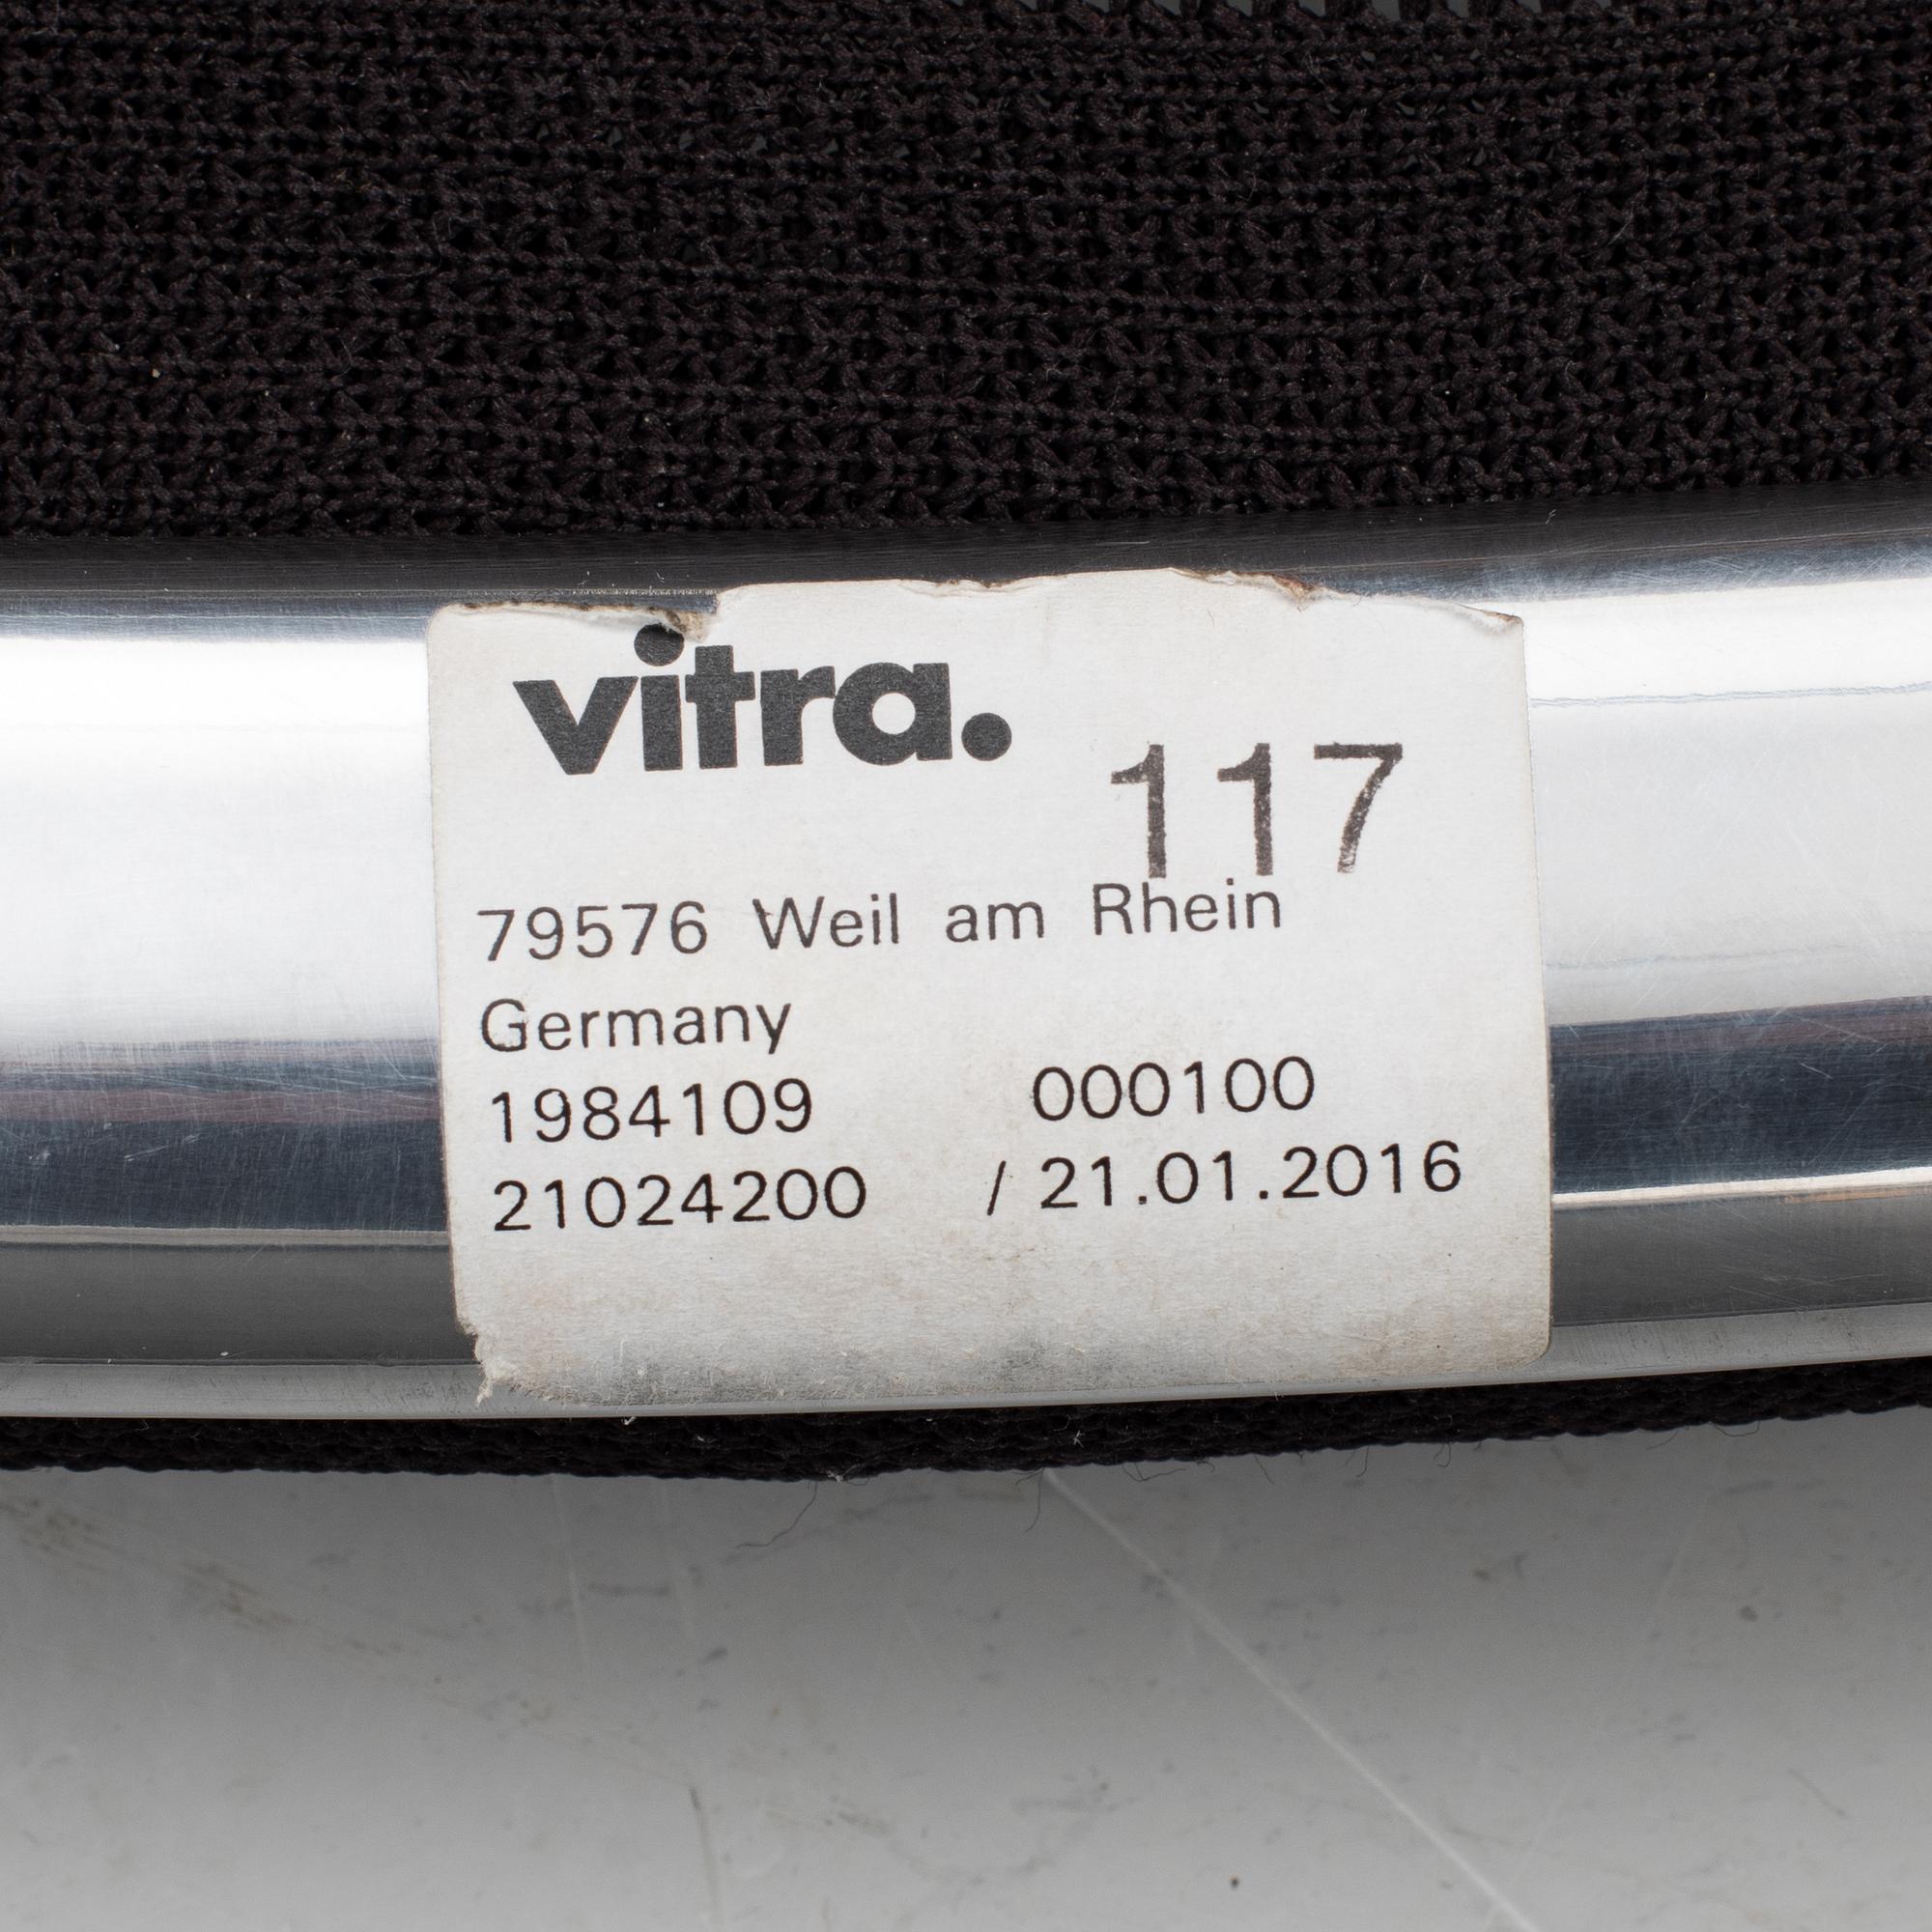 vitra.
117
79576 Weil am Rhein
Germany
1984109 000100
21024200 / 21.01.2016